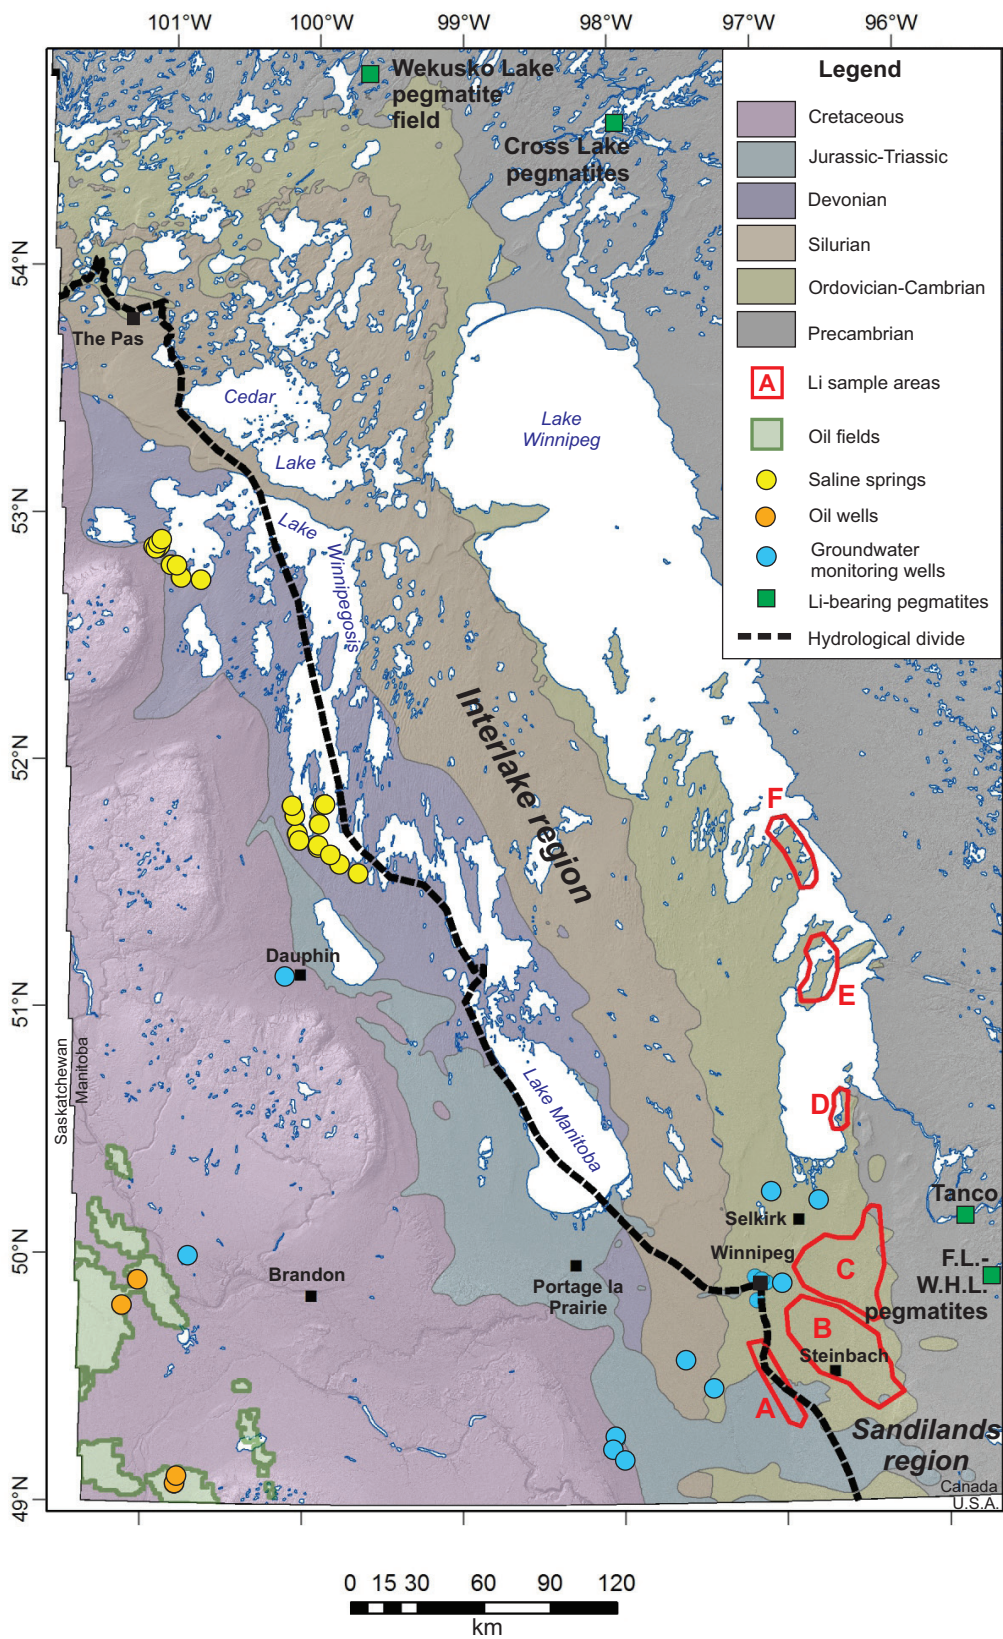 101°W
100°W
99°W
98°W
97°W
96°W
Wekusko Lake
pegmatite
field
Cross Lake
pegmatites
Legend
Cretaceous
Jurassic-Triassic
Devonian
Silurian
Ordovician-Cambrian
Precambrian
A
Li sample areas
Oil fields
Saline springs
Oil wells
Groundwater
monitoring wells
Li-bearing pegmatites
Hydrological divide
54°N
53°N
52°N
51°N
50°N
49°N
The Pas
Cedar
Lake
Lake
Winnipeg
Lake
Winnipegosis
Interlake region
F
Dauphin
E
Saskatchewan
Manitoba
D
Lake Manitoba
Tanco
Selkirk
Winnipeg
C
F.L.-
W.H.L.
pegmatites
Brandon
Portage la
Prairie
B
Steinbach
A
Sandilands
region
Canada
U.S.A.
0 15 30 60 90 120
km